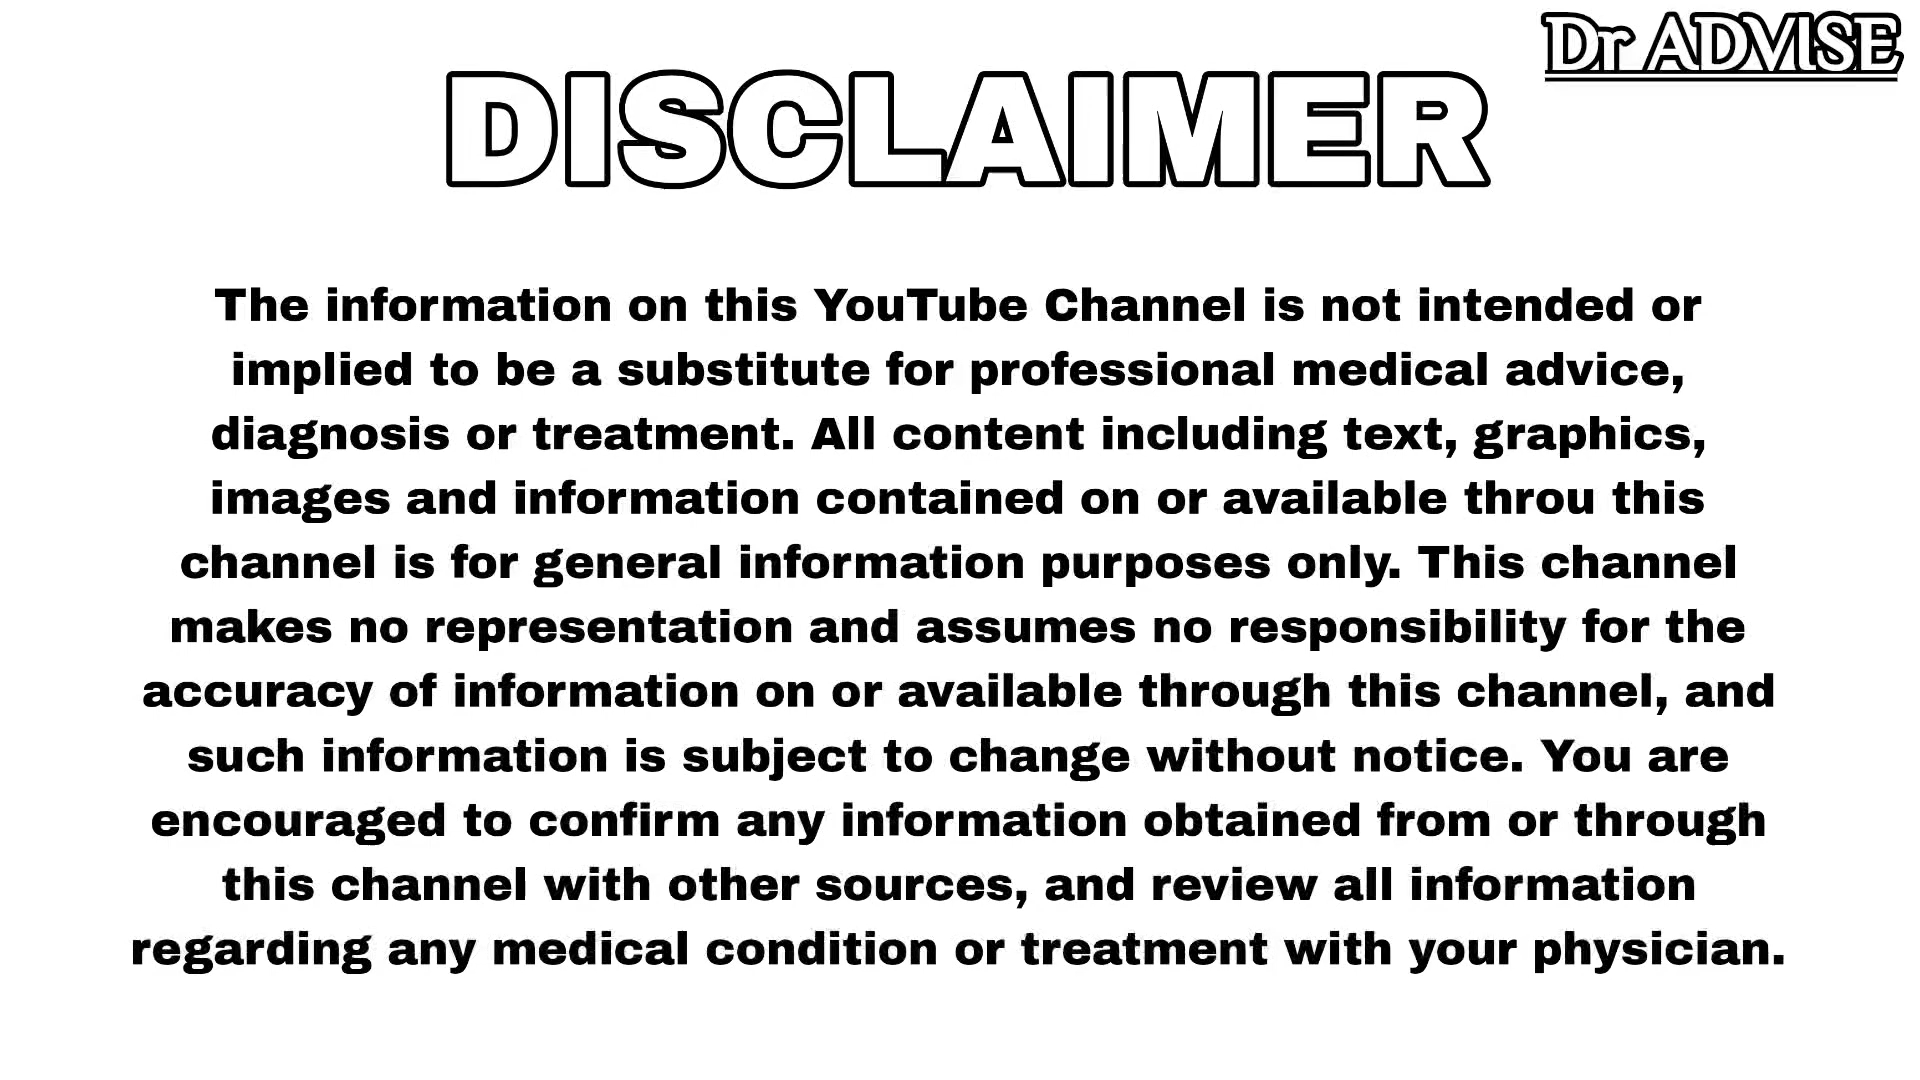 Dr ADVISE
DISCLAIMER
The information on this YouTube Channel is not intended or
implied to be a substitute for professional medical advice,
diagnosis or treatment. All content including text, graphics,
images and information contained on or available throu this
channel is for general information purposes only. This channel
makes no representation and assumes no responsibility for the
accuracy of information on or available through this channel, and
such information is subject to change without notice. You are
encouraged to confirm any information obtained from or through
this channel with other sources, and review all information
regarding any medical condition or treatment with your physician.